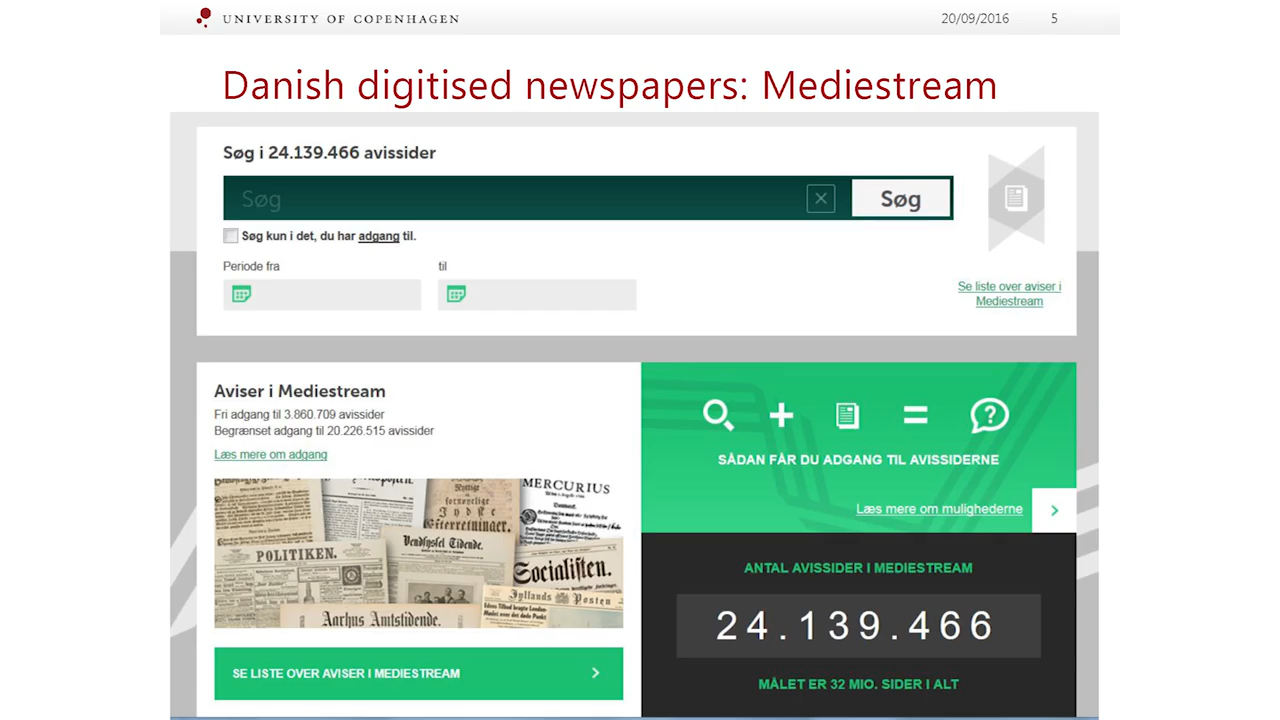 UNIVERSITY OF COPENHAGEN
20/09/2016
5
Danish digitised newspapers: Mediestream
Søg i 24.139.466 avissider
Søg
Søg
Søg kun i det, du har adgang til.
Periode fra
til
Se liste over aviser i
Mediestream
Aviser i Mediestream
Fri adgang til 3.860.709 avissider
Begrænset adgang til 20.226.515 avissider
Læs mere om adgang
MERCURIUS
Jydske
Efterretninger.
POLITIKEN.
Vendsyssel Tidende.
Socialisten.
Jyllands Posten
Aarhus Amtstidende.
SE LISTE OVER AVISER I MEDIESTREAM
SÅDAN FÅR DU ADGANG TIL AVISSIDERNE
Læs mere om mulighederne
ANTAL AVISSIDER I MEDIESTREAM
24.139.466
MÅLET ER 32 MIO. SIDER I ALT